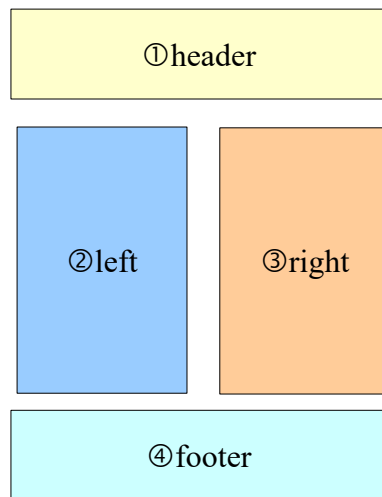 ①header
②left
③right
④footer